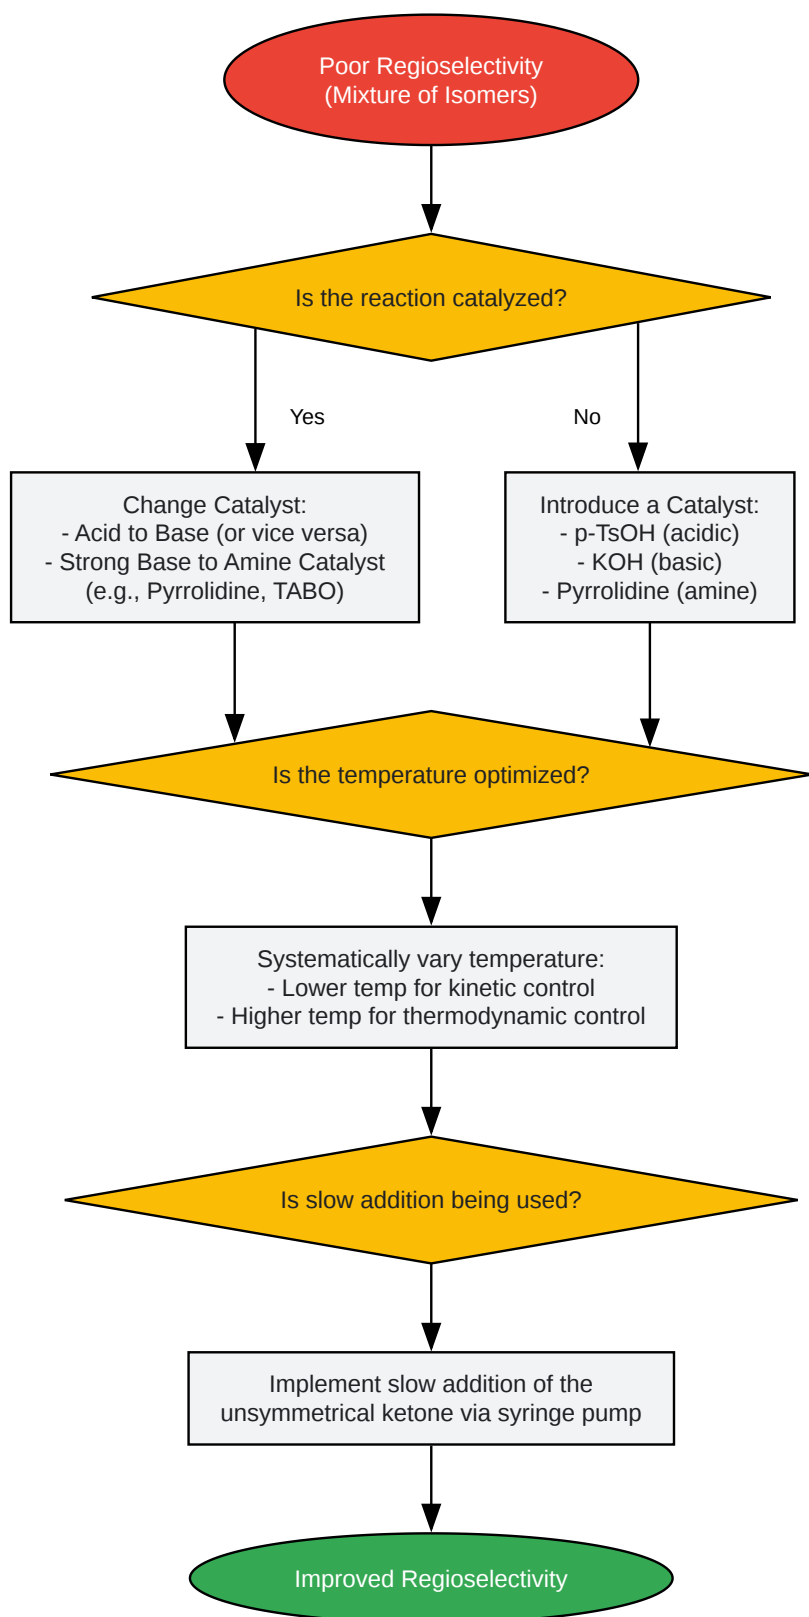 Poor Regioselectivity
(Mixture of Isomers)
Is the reaction catalyzed?
Yes
No
Change Catalyst:
- Acid to Base (or vice versa)
- Strong Base to Amine Catalyst
(e.g., Pyrrolidine, TABO)
Introduce a Catalyst:
- p-TsOH (acidic)
- KOH (basic)
- Pyrrolidine (amine)
Is the temperature optimized?
Systematically vary temperature:
- Lower temp for kinetic control
- Higher temp for thermodynamic control
Is slow addition being used?
Implement slow addition of the
unsymmetrical ketone via syringe pump
Improved Regioselectivity